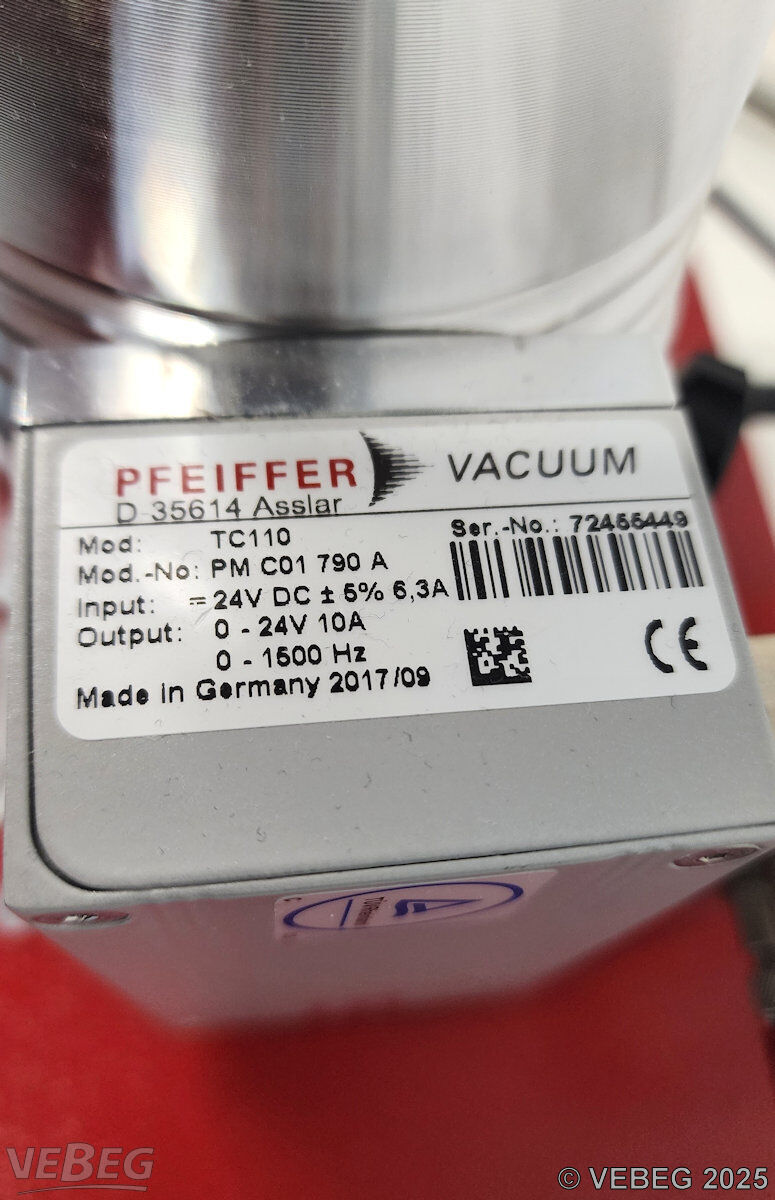 PFEIFFER VACUUM
D-35614 Asslar
Mod: TC110
Ser.-No.: 72455449
Mod.-No: PM C01 790 A
Input: = 24V DC ± 5% 6,3A
Output: 0 - 24V 10A
0 - 1500 Hz
Made in Germany 2017/09
CE
VEBEG
© VEBEG 2025